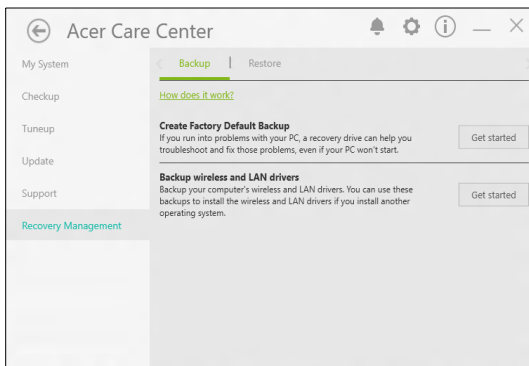 Acer Care Center
My System
Checkup
Tuneup
Update
Support
Recovery Management
Backup | Restore
How does it work?
Create Factory Default Backup
If you run into problems with your PC, a recovery drive can help you
troubleshoot and fix those problems, even if your PC won't start.
Get started
Backup wireless and LAN drivers
Backup your computer's wireless and LAN drivers. You can use these
backups to install the wireless and LAN drivers if you install another
operating system.
Get started